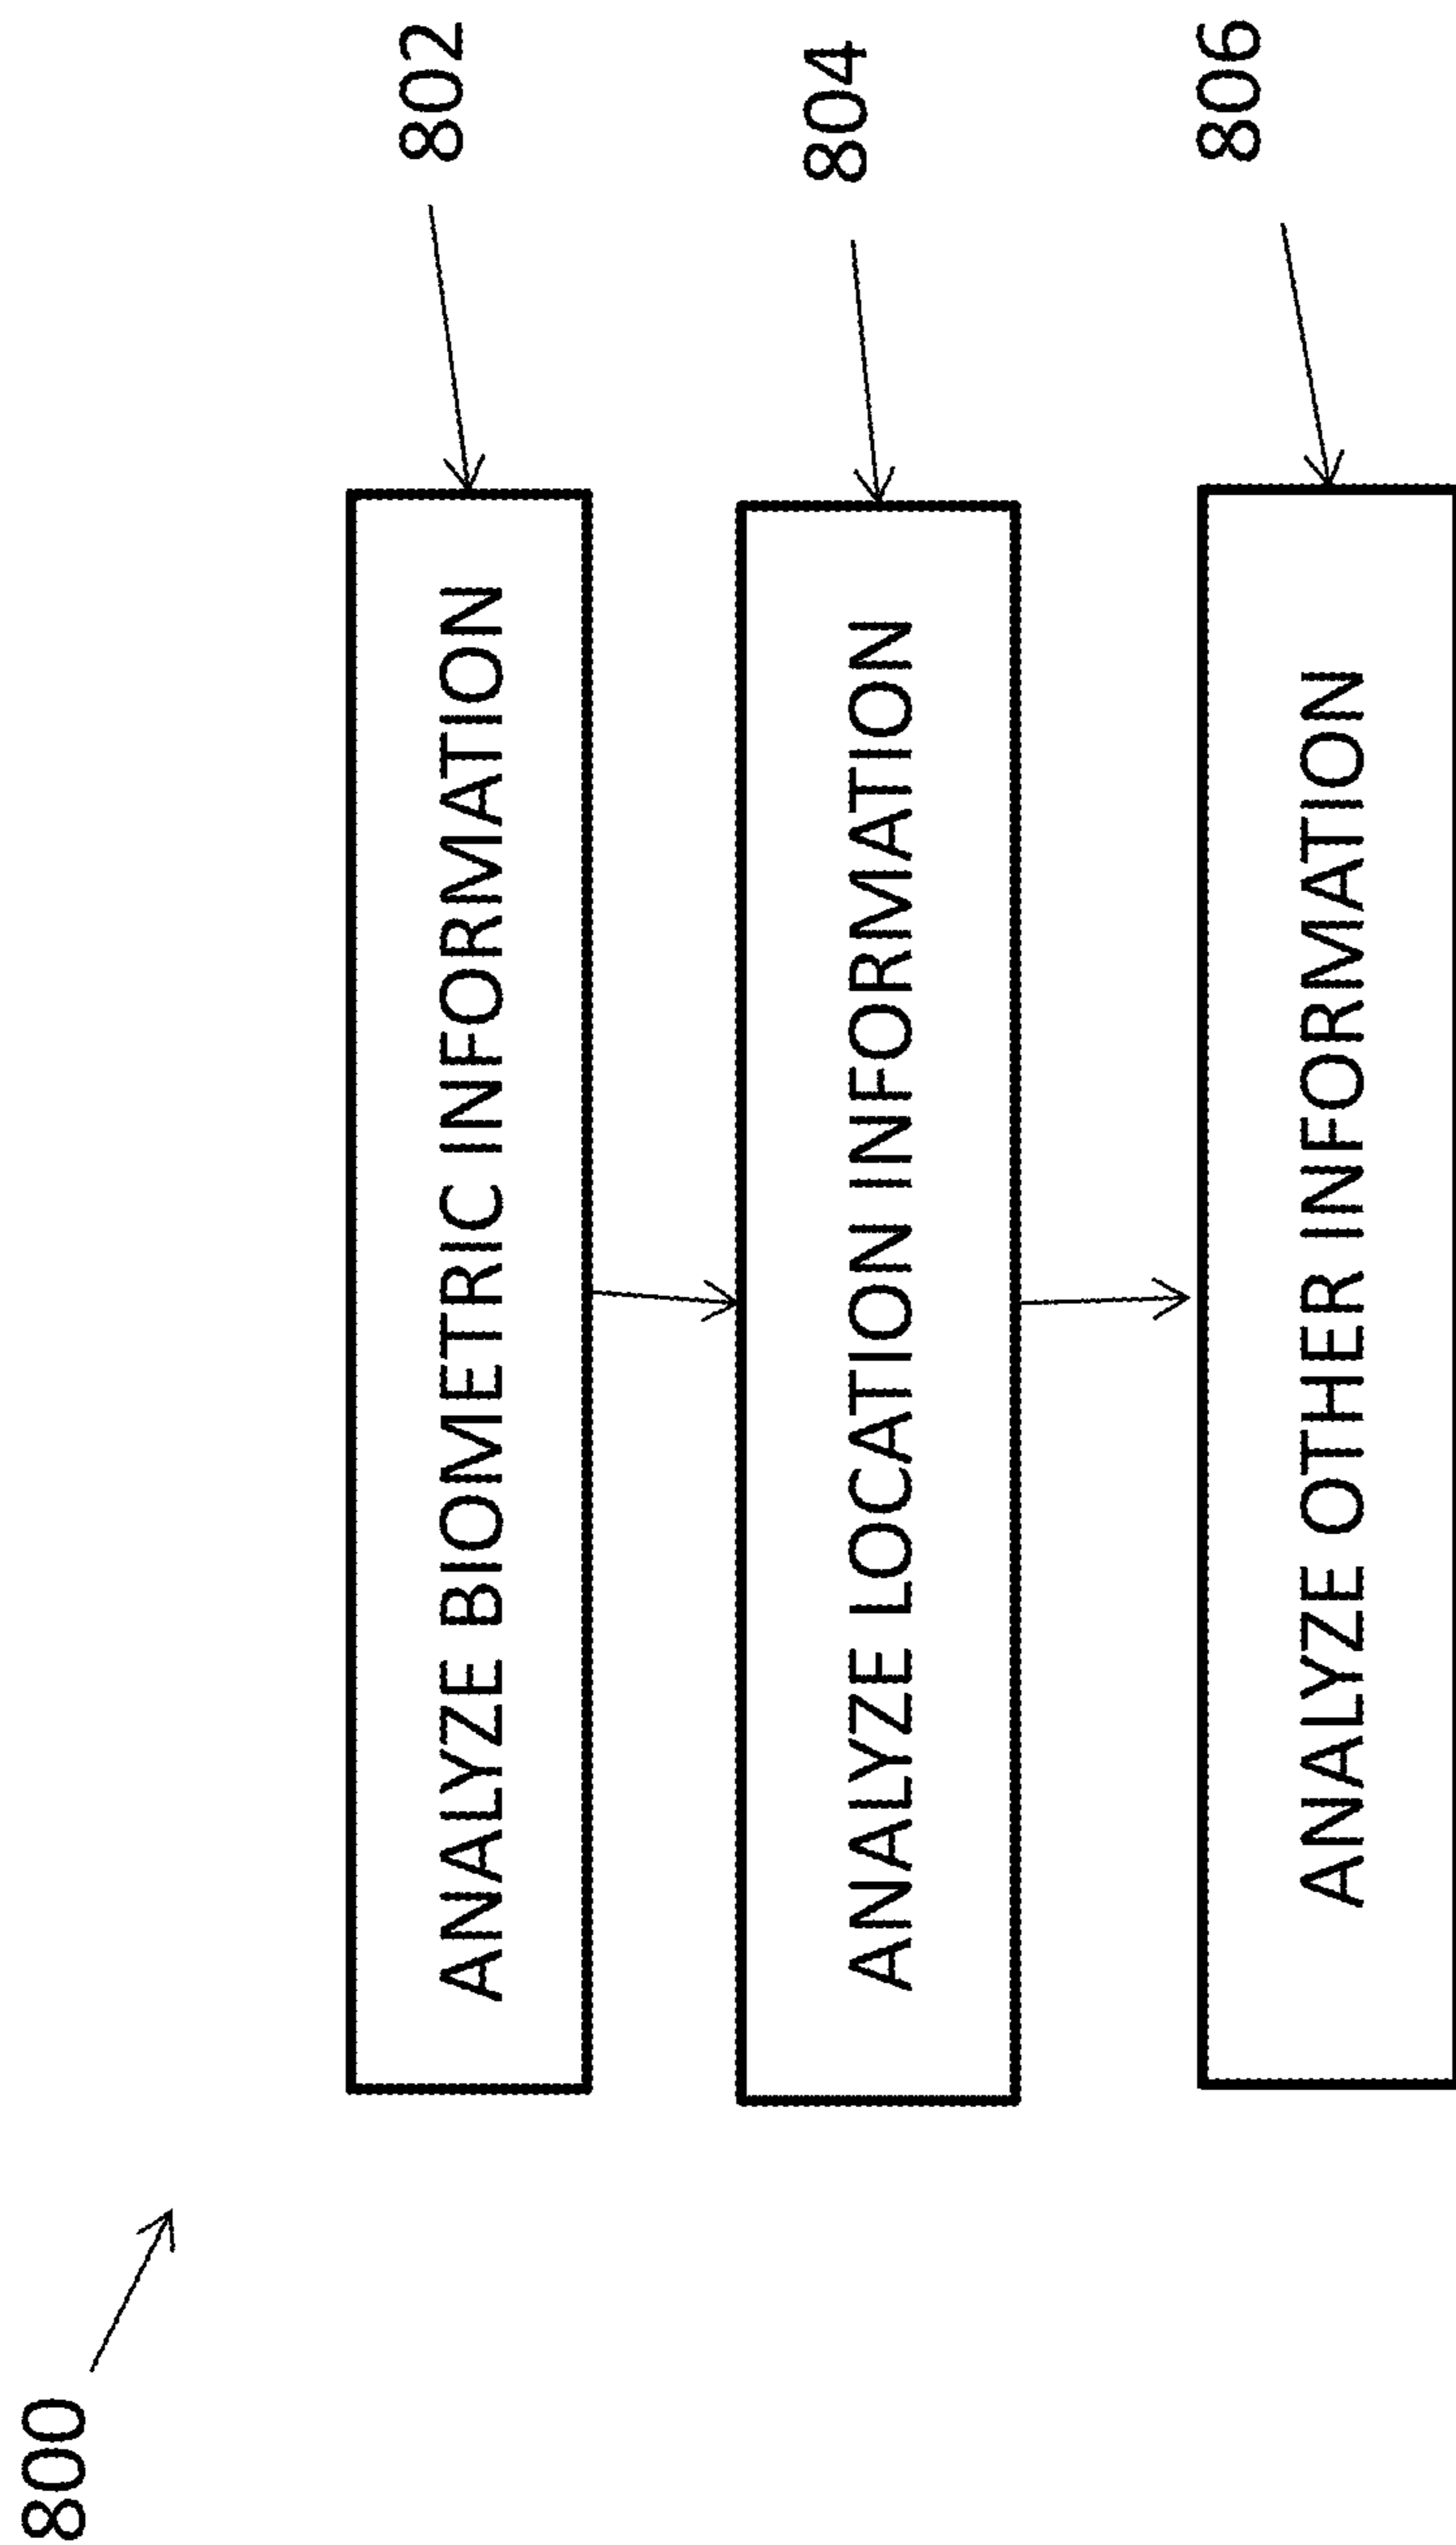 800
802
ANALYZE BIOMETRIC INFORMATION
804
ANALYZE LOCATION INFORMATION
806
ANALYZE OTHER INFORMATION